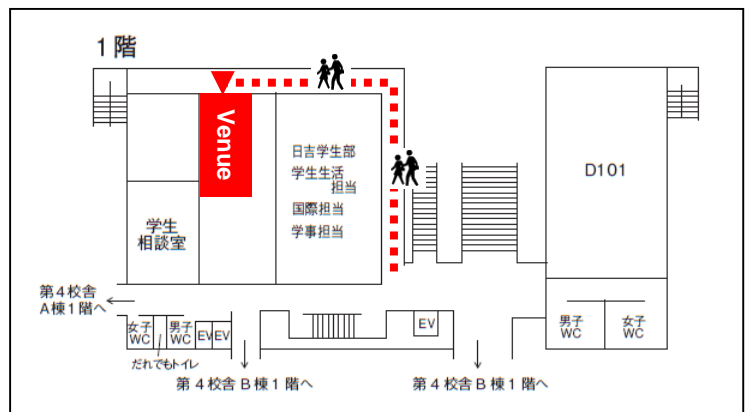 1階
Venue
日吉学生部
学生生活
担当
国際担当
学事担当
D101
学生
相談室
第4校舎
A棟1階へ
女子
WC
男子
WC
EV
EV
EV
男子
WC
女子
WC
だれでもトイレ
第4校舎B棟1階へ
第4校舎B棟1階へ